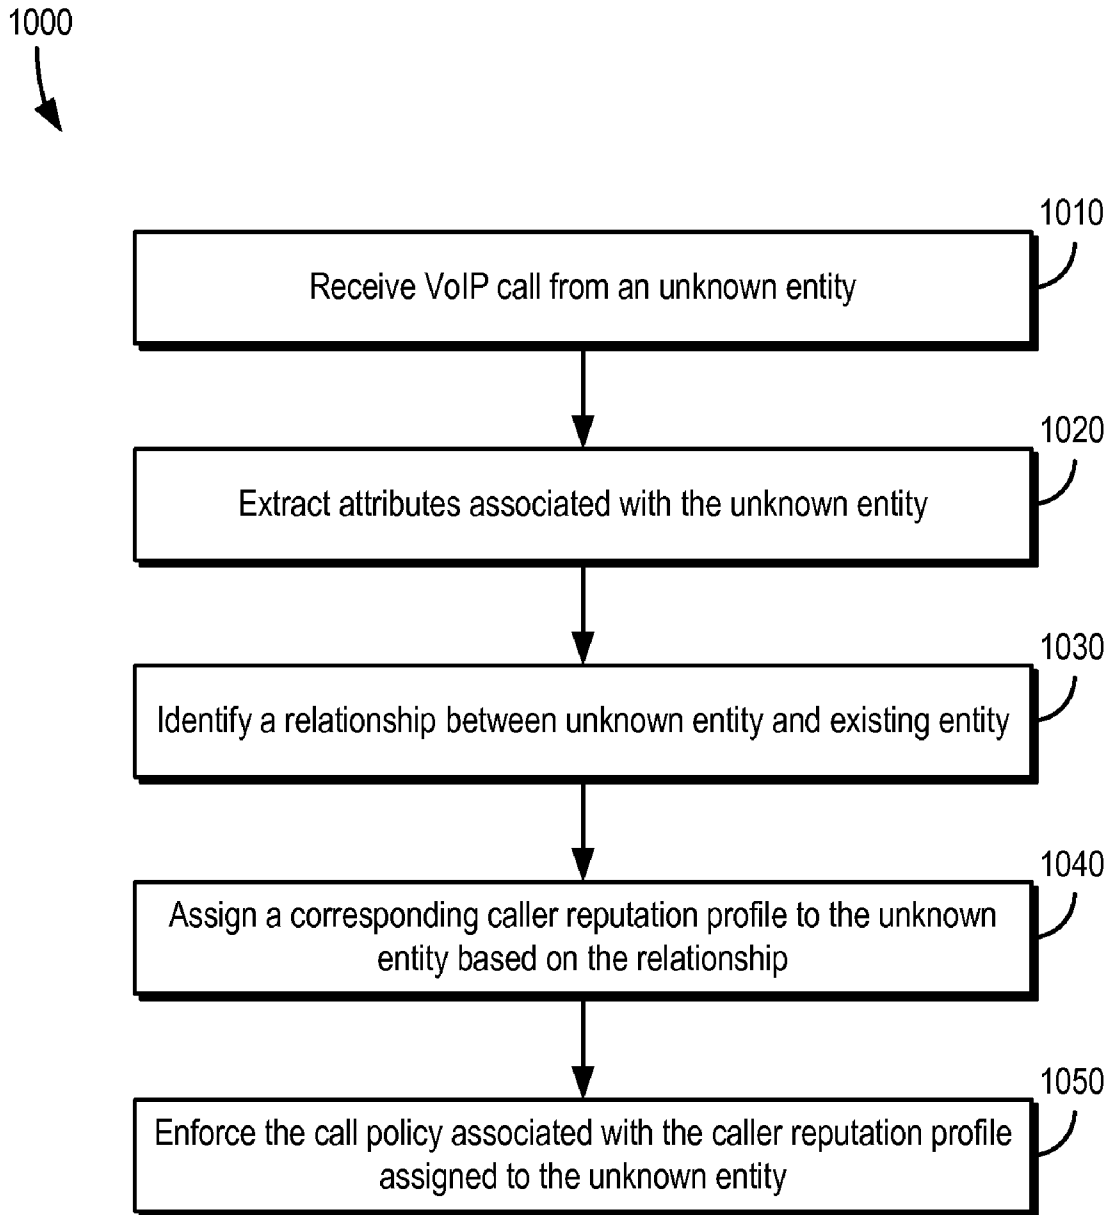 1000
1010
Receive VoIP call from an unknown entity
1020
Extract attributes associated with the unknown entity
1030
Identify a relationship between unknown entity and existing entity
1040
Assign a corresponding caller reputation profile to the unknown
entity based on the relationship
1050
Enforce the call policy associated with the caller reputation profile
assigned to the unknown entity